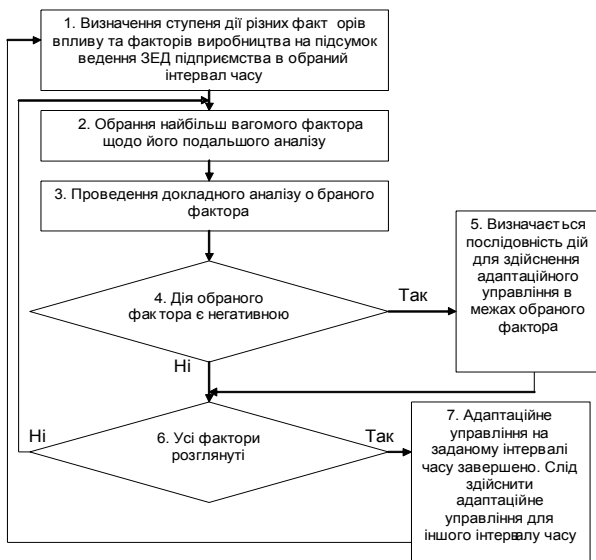 1. Визначення ступеня дії різних факт орів
впливу та факторів виробництва на підсумок
ведення ЗЕД підприємства в обраний
інтервал часу
2. Обрання найбільш вагомого фактора
щодо його подальшого аналізу
3. Проведення докладного аналізу о браного
фактора
4. Дія обраного
фак тора є негативною
Так
5. Визначається
послідовність дій
для здійснення
адаптаційного
управління в
межах обраного
фактора
Ні
6. Усі фактори
розглянуті
Ні
Так
7. Адаптаційне
управління на
заданому інтервалі
часу завершено. Слід
здійснити
адаптаційне
управління для
іншого інтервалу часу